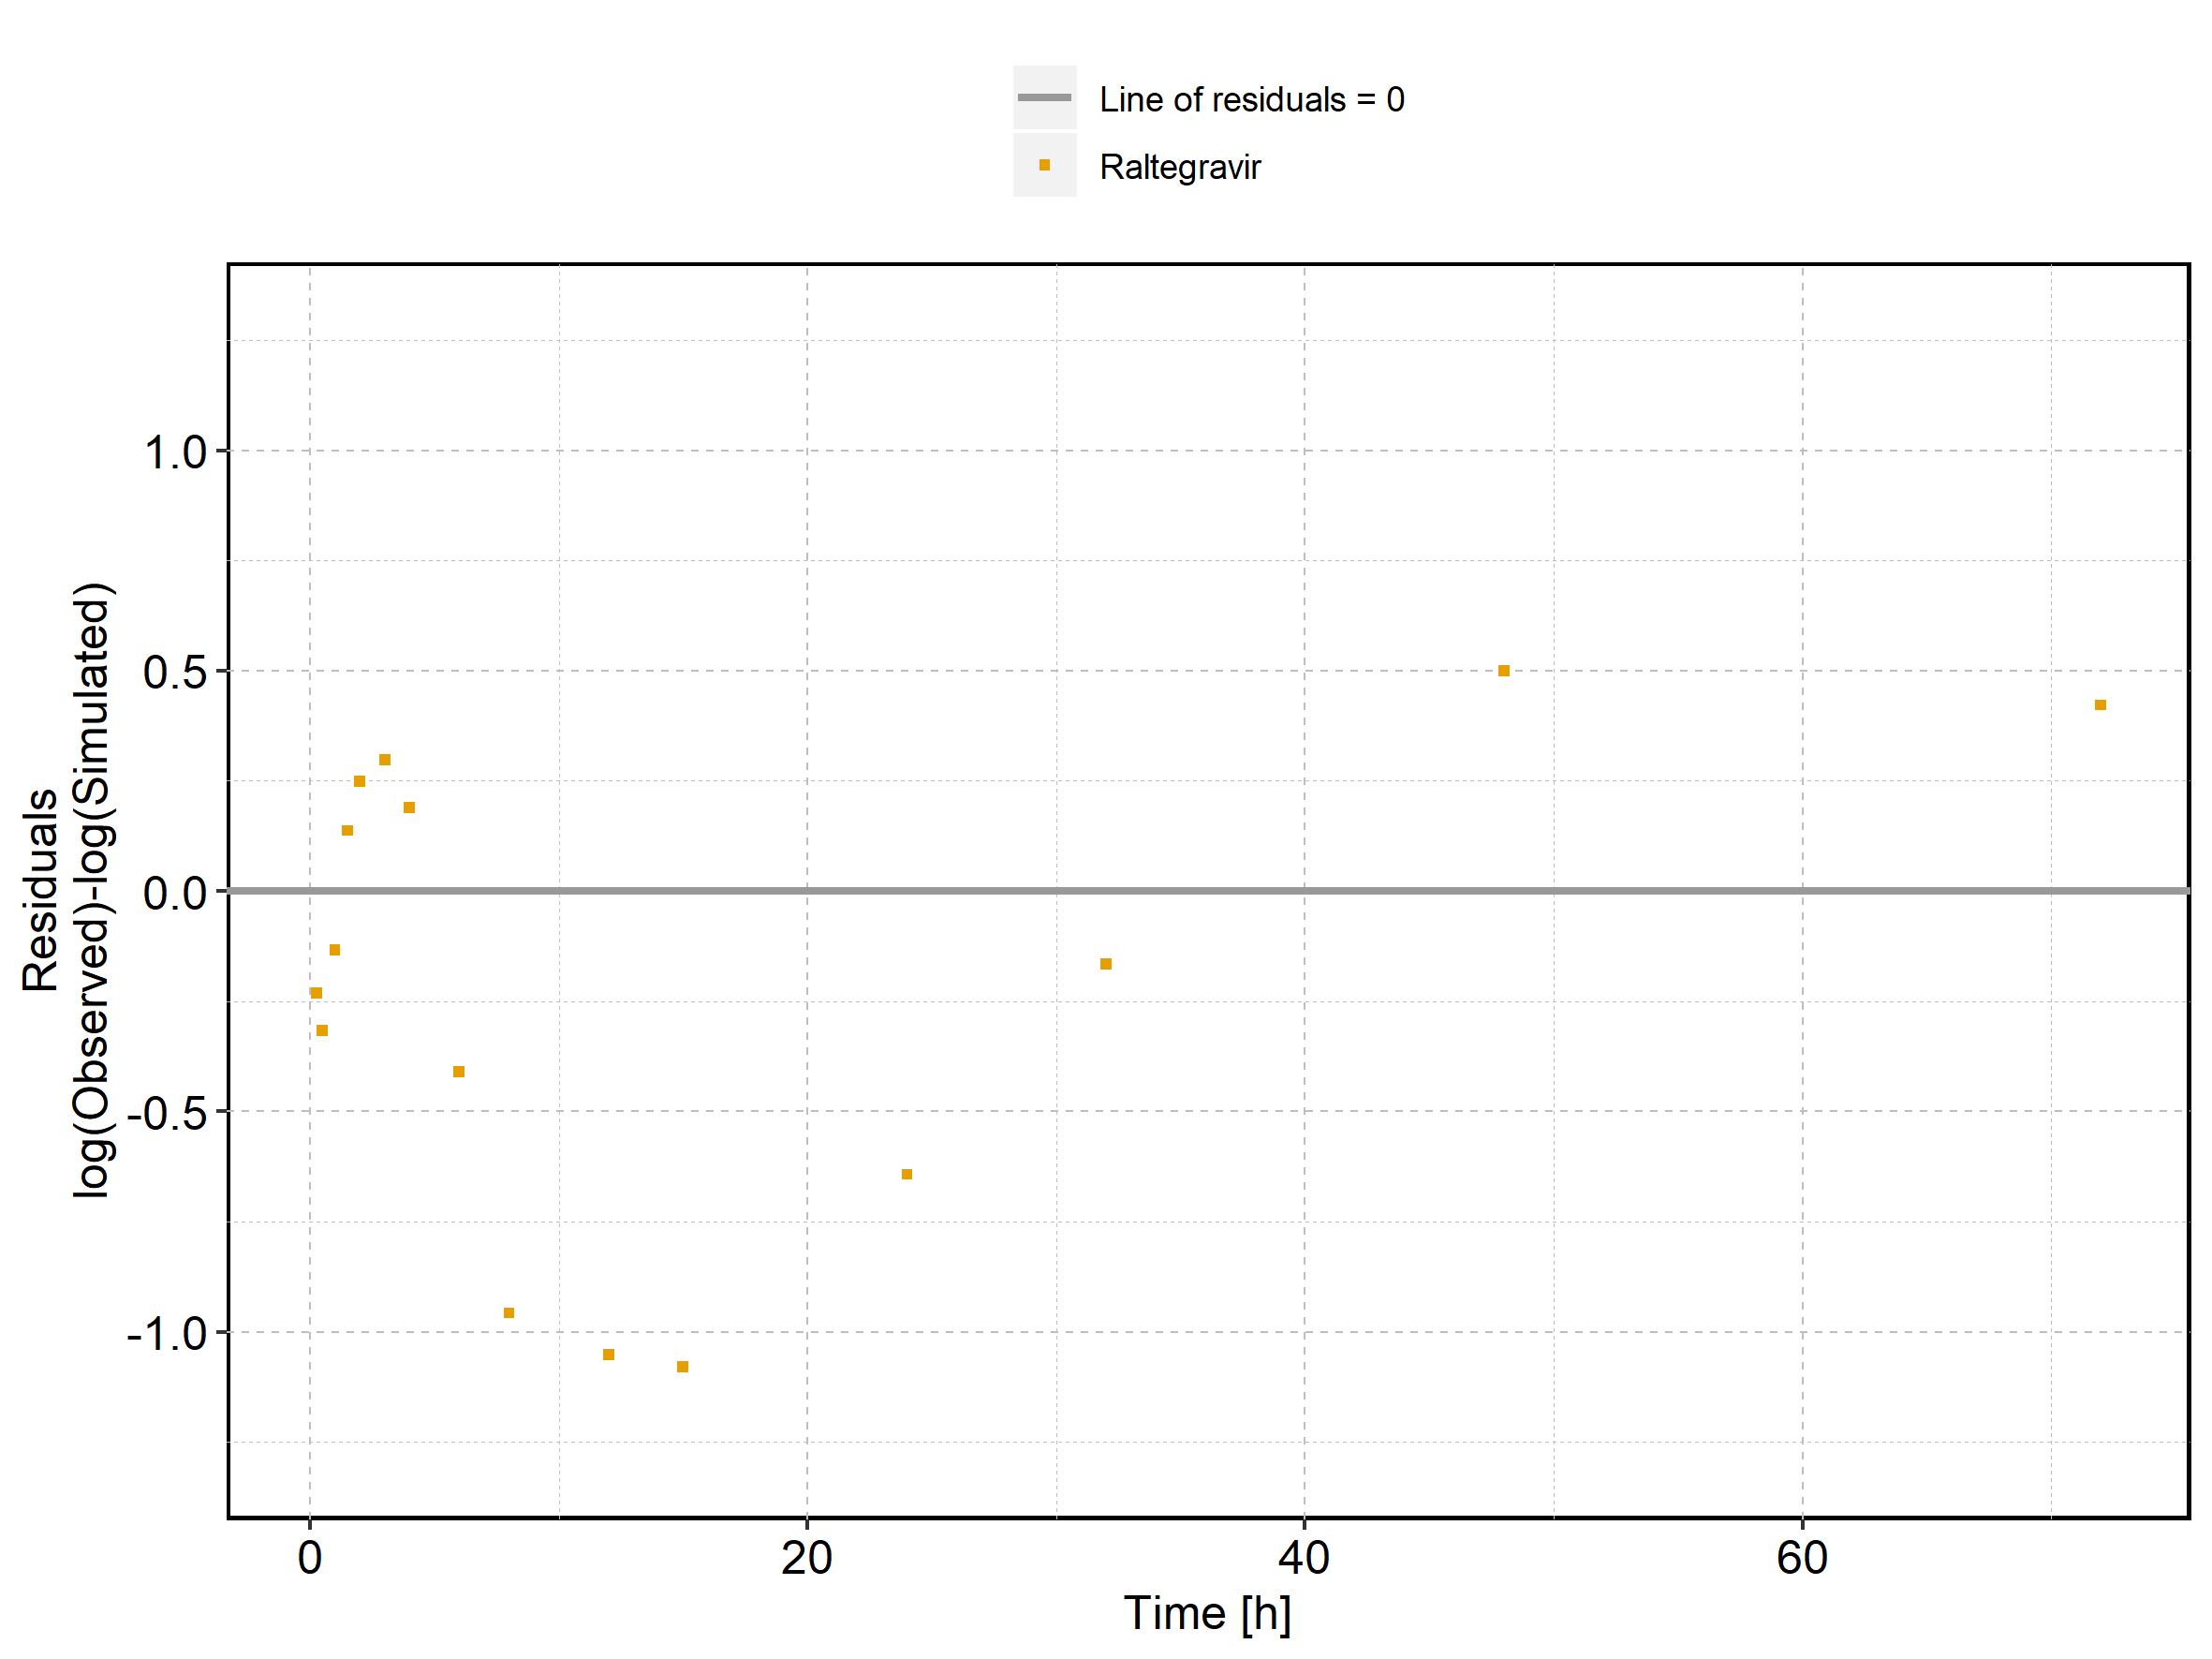 Line of residuals = 0
Raltegravir
Residuals
log(Observed)-log(Simulated)
1.0
0.5
0.0
-0.5
-1.0
0
20
40
60
Time [h]